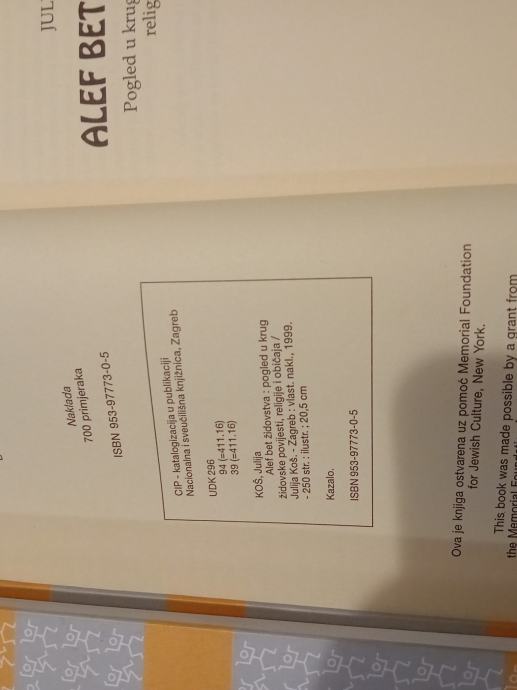 JUL
ALEF BET
Pogled u krug
relig
Naklada
700 primjeraka
ISBN 953-97773-0-5
CIP - katalogizacija u publikaciji
Nacionalna i sveučilišna knjižnica, Zagreb
UDK 296
94 (=411.16)
39 (=411.16)
KOŠ, Julija
Alef bet židovstva : pogled u krug
židovske povijesti, religije i običaja /
Julija Koš. - Zagreb : vlast. nakl., 1999.
- 250 str. : ilustr. ; 20,5 cm
Kazalo.
ISBN 953-97773-0-5
Ova je knjiga ostvarena uz pomoć Memorial Foundation
for Jewish Culture, New York.
This book was made possible by a grant from
the Memorial